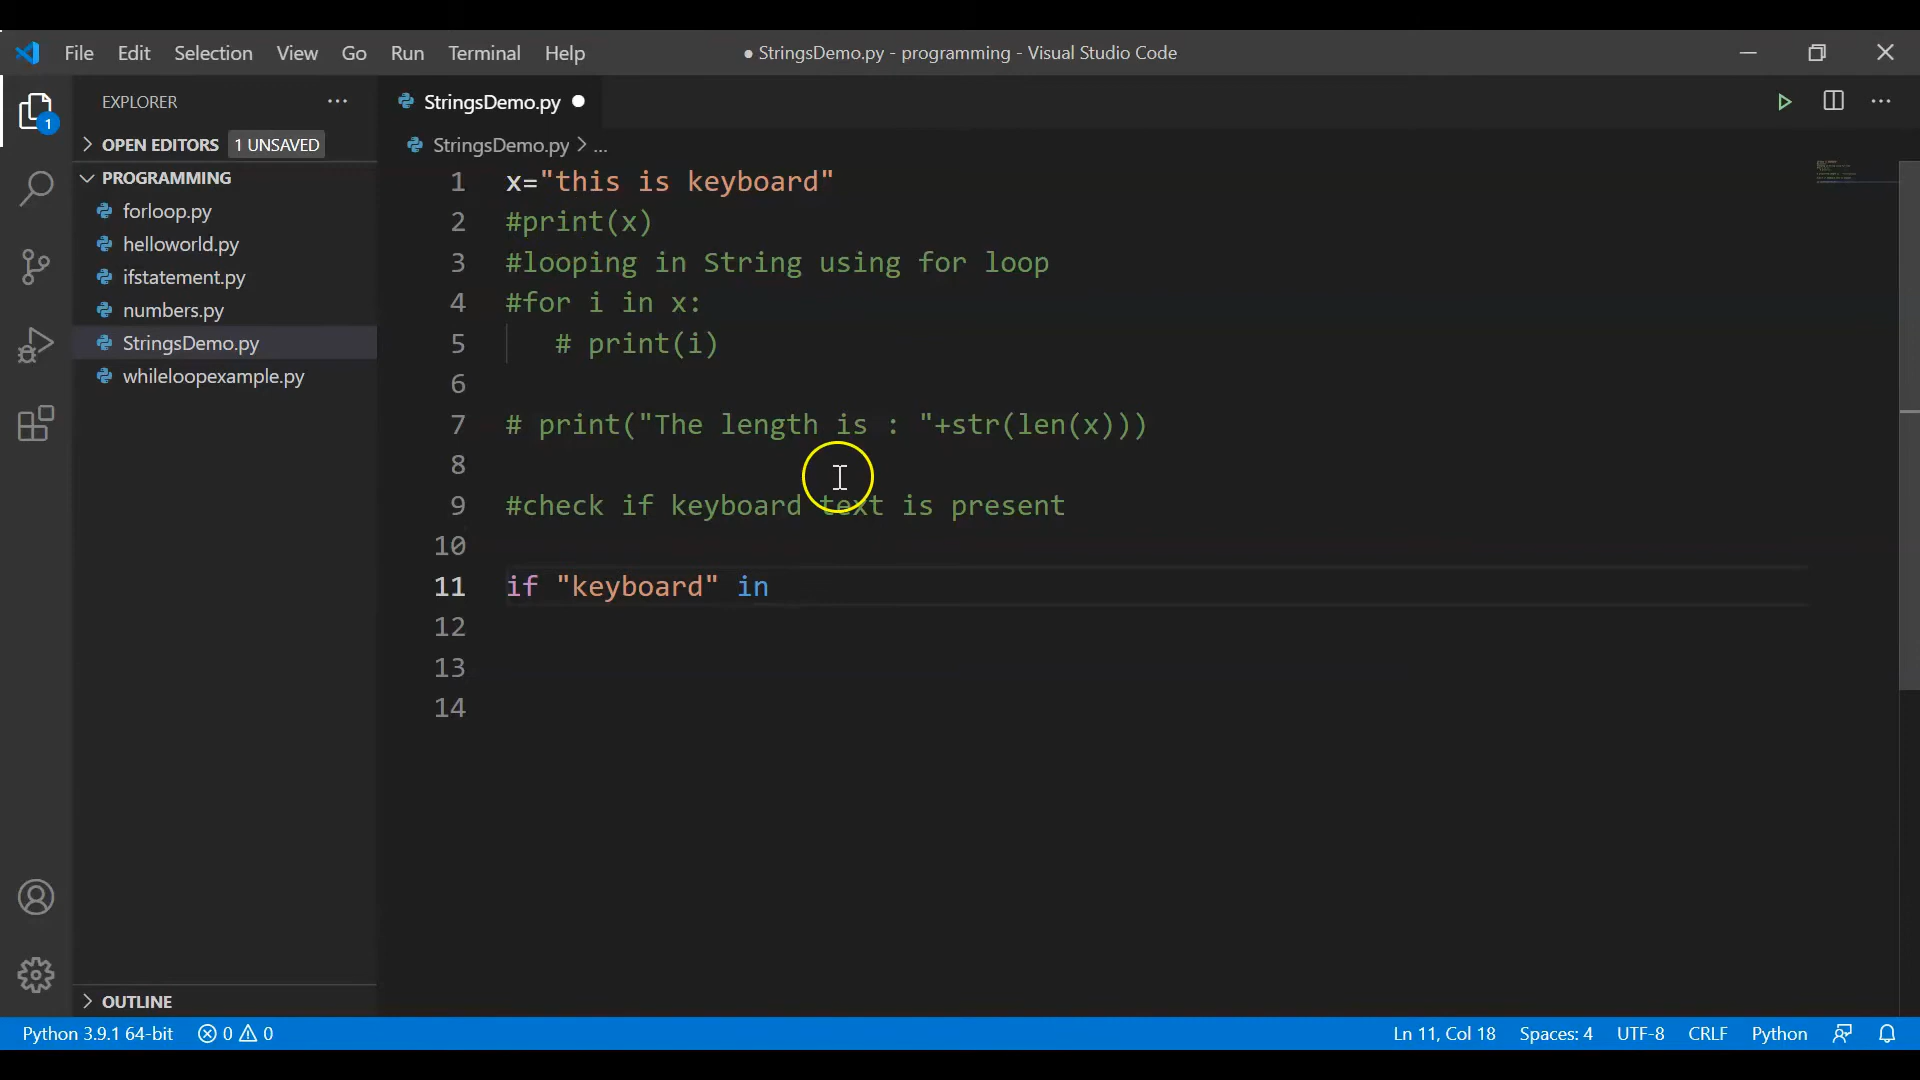 File Edit Selection View Go Run Terminal Help
● StringsDemo.py - programming - Visual Studio Code
EXPLORER
StringsDemo.py
1
OPEN EDITORS 1 UNSAVED
StringsDemo.py > ...
PROGRAMMING
forloop.py
helloworld.py
ifstatement.py
numbers.py
StringsDemo.py
whileloopexample.py
1 x="this is keyboard"
2 #print(x)
3 #looping in String using for loop
4 #for i in x:
5 # print(i)
6
7 # print("The length is : "+str(len(x)))
8
9 #check if keyboard text is present
10
11 if "keyboard" in
12
13
14
OUTLINE
Python 3.9.1 64-bit 0 0 Ln 11, Col 18 Spaces: 4 UTF-8 CRLF Python